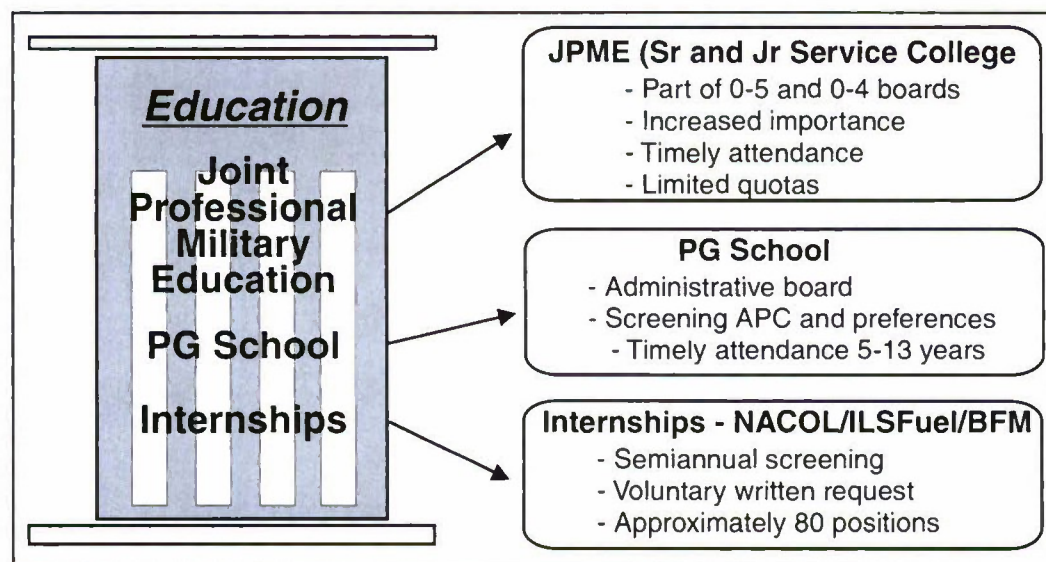 Education
Joint
Professional
Military
Education
PG School
Internships
JPME (Sr and Jr Service College
- Part of 0-5 and 0-4 boards
- Increased importance
- Timely attendance
- Limited quotas
PG School
- Administrative board
- Screening APC and preferences
- Timely attendance 5-13 years
Internships - NACOL/ILSFuel/BFM
- Semiannual screening
- Voluntary written request
- Approximately 80 positions